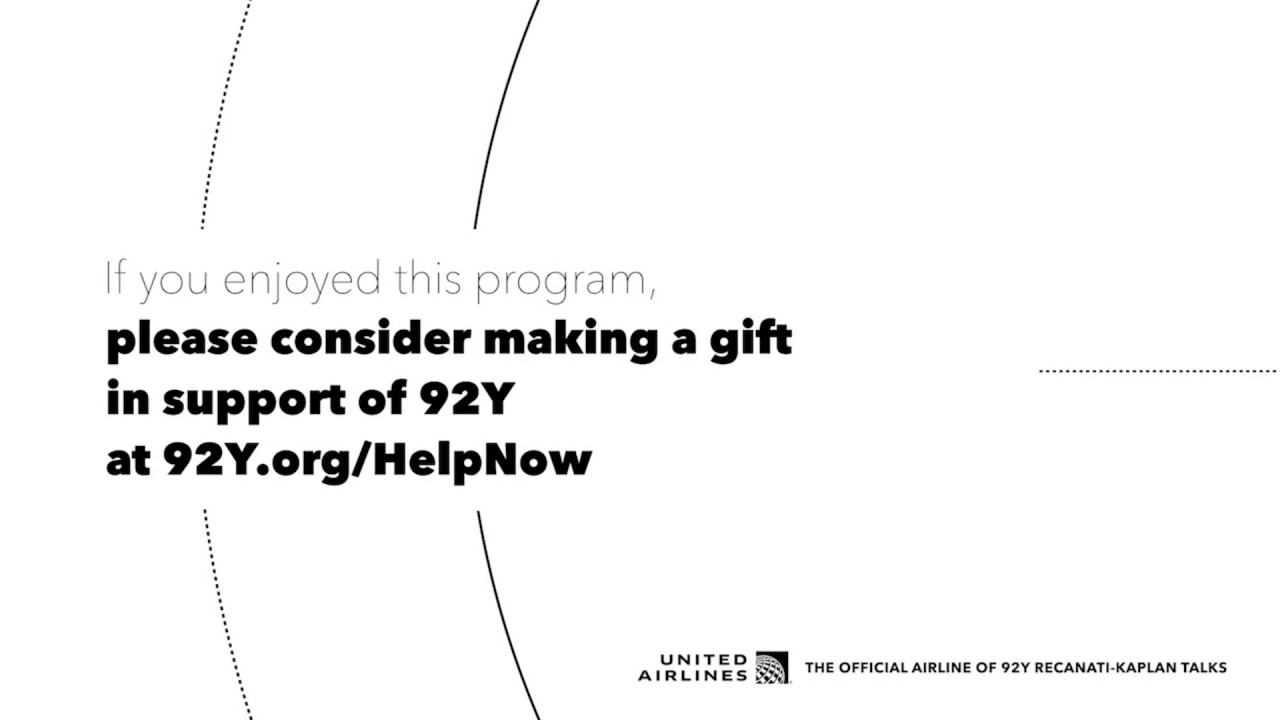 If you enjoyed this program,
please consider making a gift
in support of 92Y
at 92Y.org/HelpNow
UNITED
AIRLINES
THE OFFICIAL AIRLINE OF 92Y RECANATI-KAPLAN TALKS